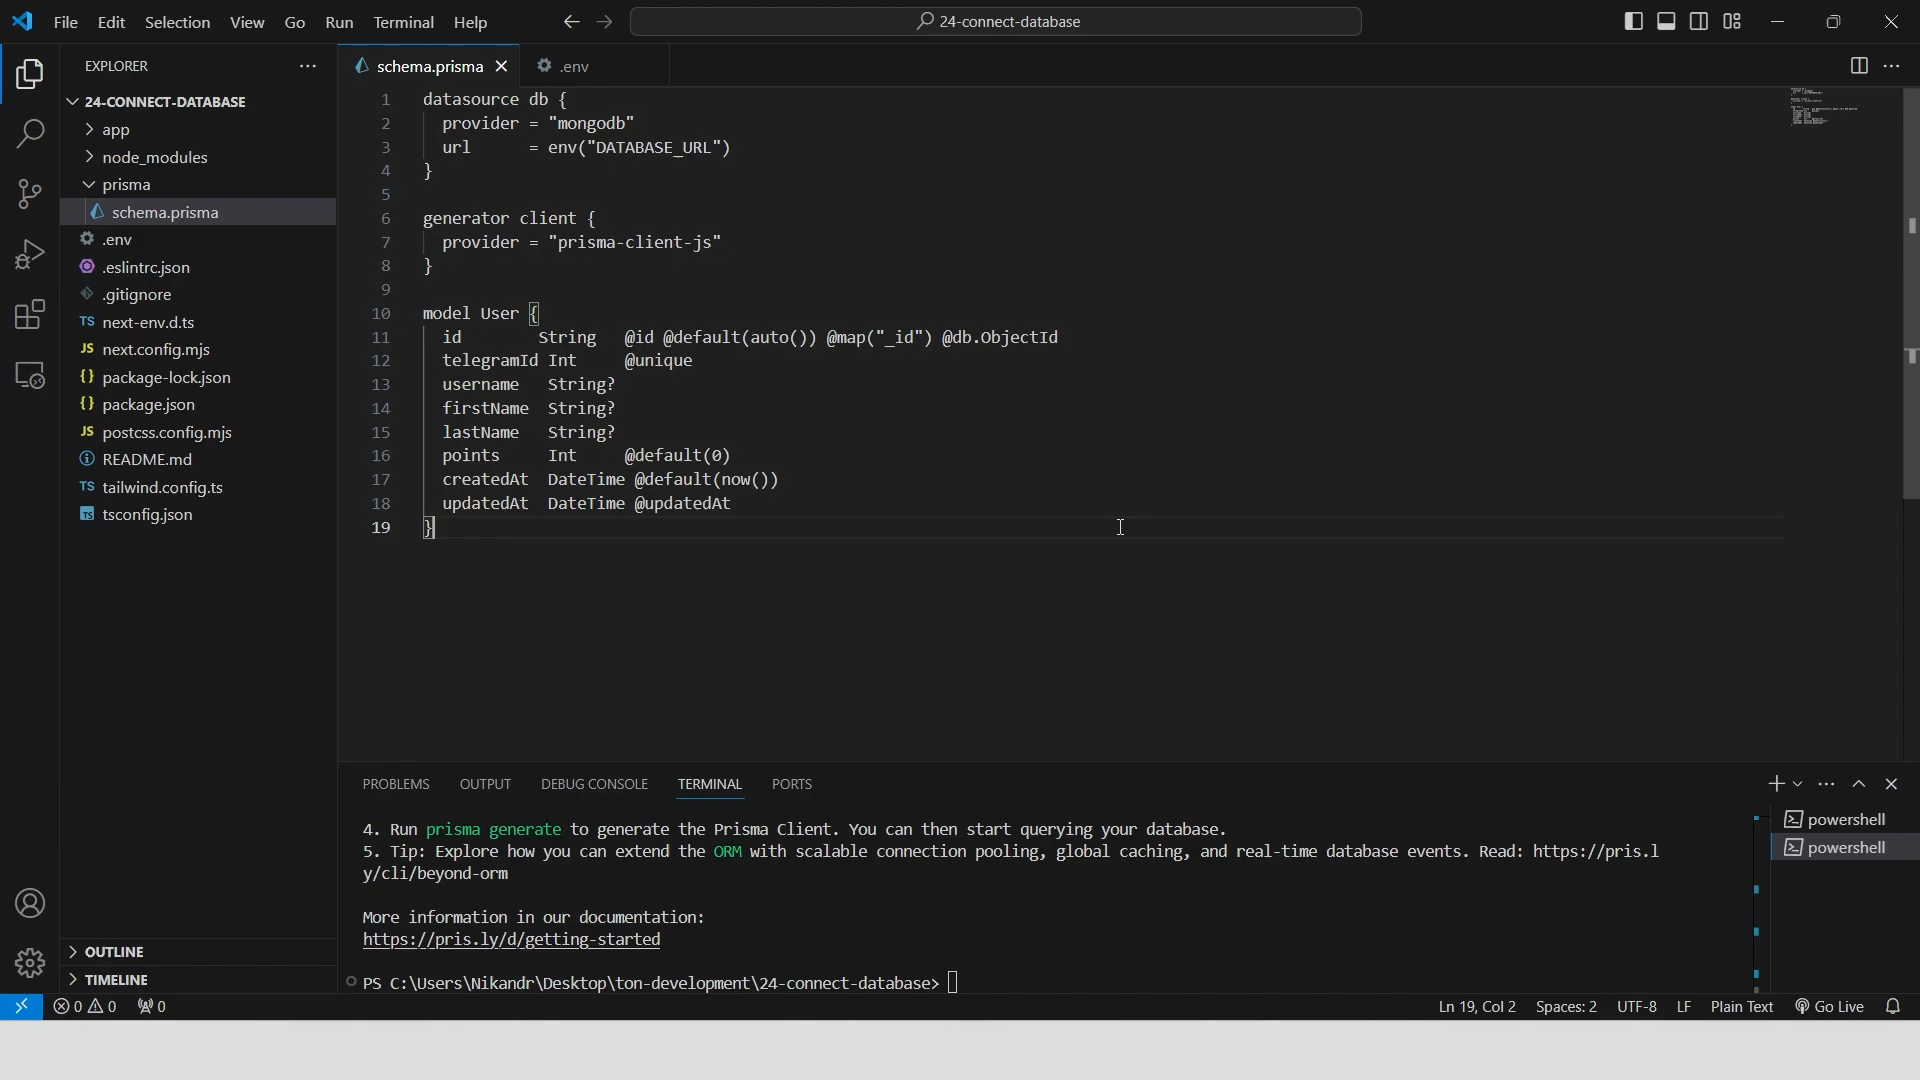 File Edit Selection View Go Run Terminal Help
24-connect-database
EXPLORER
24-CONNECT-DATABASE
app
node_modules
prisma
schema.prisma
.env
.eslintrc.json
.gitignore
TS next-env.d.ts
JS next.config.mjs
{} package-lock.json
{} package.json
JS postcss.config.mjs
README.md
TS tailwind.config.ts
TS tsconfig.json
OUTLINE
TIMELINE
schema.prisma
.env
1 datasource db {
2 provider = "mongodb"
3 url = env("DATABASE_URL")
4 }
5
6 generator client {
7 provider = "prisma-client-js"
8 }
9
10 model User {
11 id String @id @default(auto()) @map("_id") @db.ObjectId
12 telegramId Int @unique
13 username String?
14 firstName String?
15 lastName String?
16 points Int @default(0)
17 createdAt DateTime @default(now())
18 updatedAt DateTime @updatedAt
19 }
PROBLEMS OUTPUT DEBUG CONSOLE TERMINAL PORTS
4. Run prisma generate to generate the Prisma Client. You can then start querying your database.
5. Tip: Explore how you can extend the ORM with scalable connection pooling, global caching, and real-time database events. Read: https://pris.l
y/cli/beyond-orm
More information in our documentation:
https://pris.ly/d/getting-started
PS C:\Users\Nikandr\Desktop\ton-development\24-connect-database>
powershell
powershell
0 0 0
Ln 19, Col 2 Spaces: 2 UTF-8 LF Plain Text Go Live